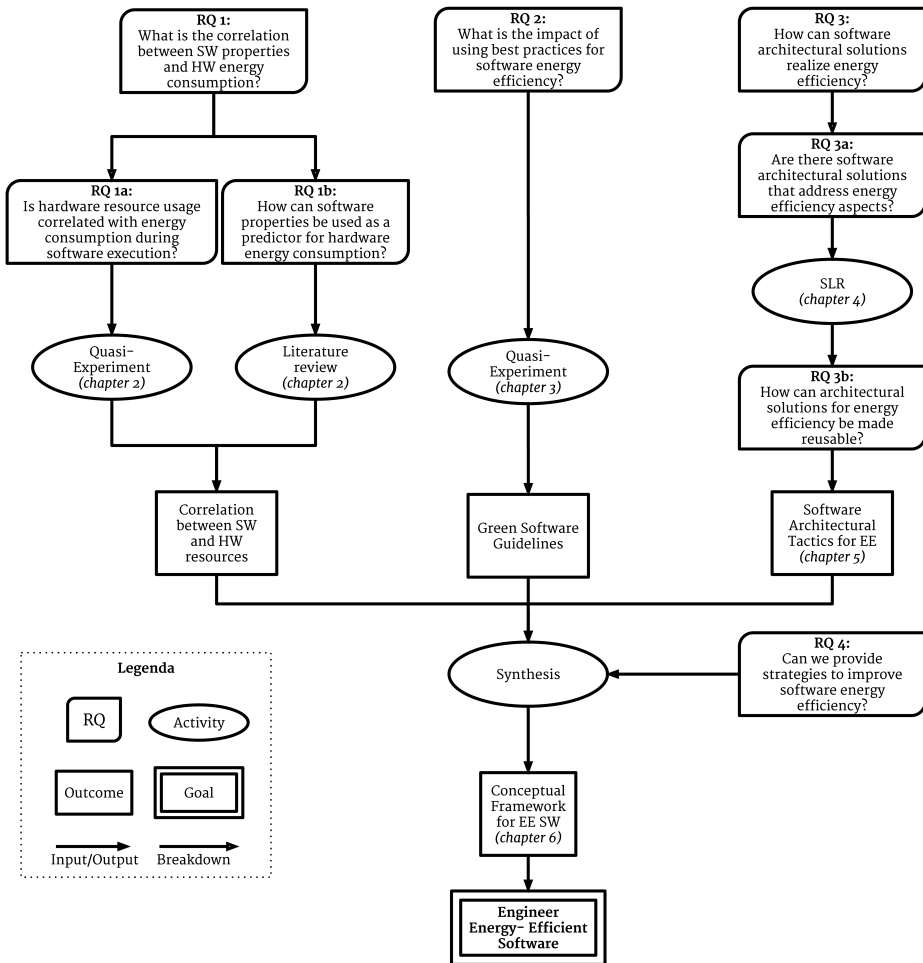 RQ 1:
What is the correlation
between SW properties
and HW energy
consumption?
RQ 2:
What is the impact of
using best practices for
software energy
efficiency?
RQ 3:
How can software
architectural solutions
realize energy
efficiency?
RQ 3a:
Are there software
architectural solutions
that address energy
efficiency aspects?
RQ 1a:
Is hardware resource usage
correlated with energy
consumption during
software execution?
RQ 1b:
How can software
properties be used as a
predictor for hardware
energy consumption?
SLR
(chapter 4)
Quasi-
Experiment
(chapter 2)
Literature
review
(chapter 2)
Quasi-
Experiment
(chapter 3)
RQ 3b:
How can architectural
solutions for energy
efficiency be made
reusable?
Correlation
between SW
and HW
resources
Green Software
Guidelines
Software
Architectural
Tactics for EE
(chapter 5)
Synthesis
RQ 4:
Can we provide
strategies to improve
software energy
efficiency?
Legenda
RQ
Activity
Outcome
Goal
Input/Output
Breakdown
Conceptual
Framework
for EE SW
(chapter 6)
Engineer
Energy- Efficient
Software